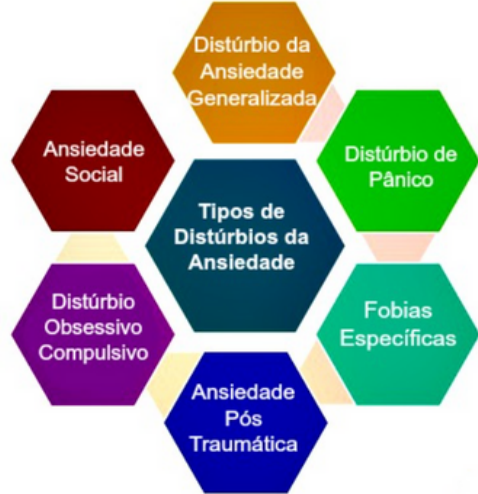 Distúrbio da
Ansiedade
Generalizada
Ansiedade
Social
Distúrbio de
Pânico
Tipos de
Distúrbios da
Ansiedade
Distúrbio
Obsessivo
Compulsivo
Fobias
Específicas
Ansiedade
Pós
Traumática